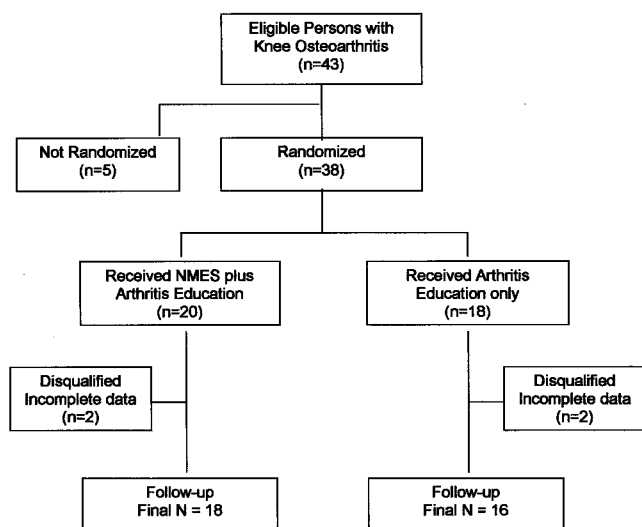 Eligible Persons with
Knee Osteoarthritis
(n=43)
Not Randomized
(n=5)
Randomized
(n=38)
Received NMES plus
Arthritis Education
(n=20)
Received Arthritis
Education only
(n=18)
Disqualified
Incomplete data
(n=2)
Disqualified
Incomplete data
(n=2)
Follow-up
Final N = 18
Follow-up
Final N = 16